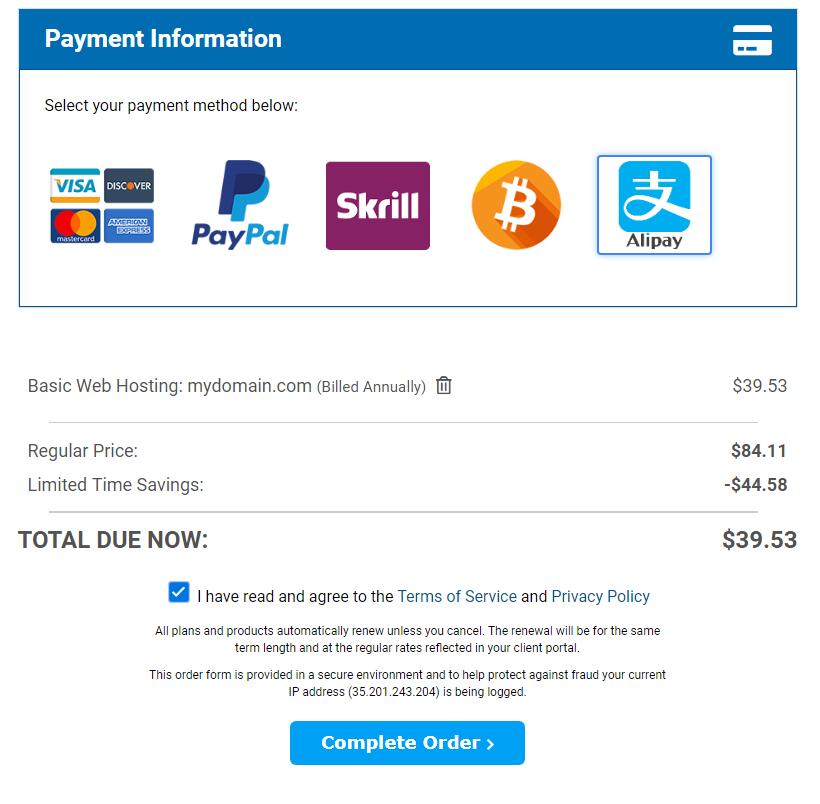 Payment Information
Select your payment method below:
VISA DISCOVER
mastercard AMERICAN EXPRESS
PayPal
Skrill
支
Alipay
Basic Web Hosting: mydomain.com (Billed Annually) $39.53
Regular Price: $84.11
Limited Time Savings: -$44.58
TOTAL DUE NOW: $39.53
I have read and agree to the Terms of Service and Privacy Policy
All plans and products automatically renew unless you cancel. The renewal will be for the same
term length and at the regular rates reflected in your client portal.
This order form is provided in a secure environment and to help protect against fraud your current
IP address (35.201.243.204) is being logged.
Complete Order ›